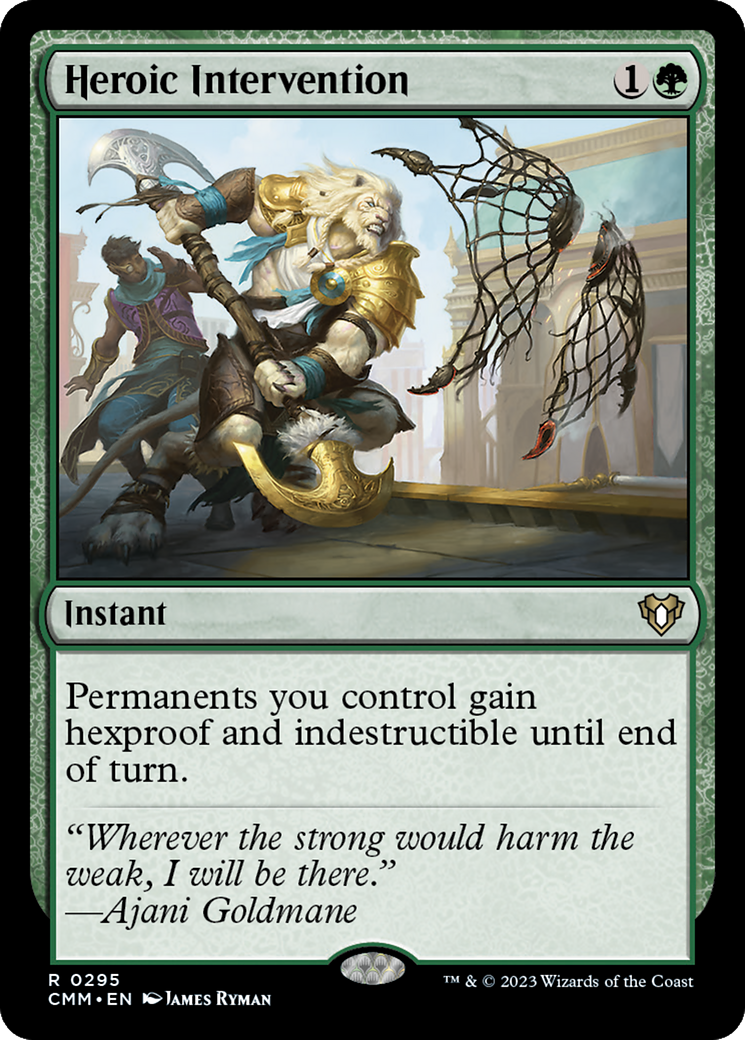 Heroic Intervention 1
Instant
Permanents you control gain
hexproof and indestructible until end
of turn.
“Wherever the strong would harm the
weak, I will be there.”
—Ajani Goldmane
R 0295
CMM • EN James Ryman
™ & © 2023 Wizards of the Coast